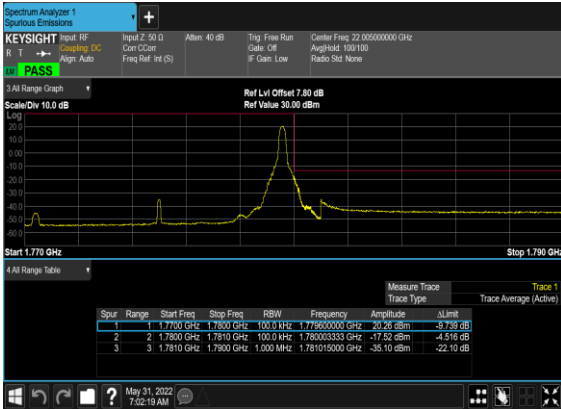 Spectrum Analyzer 1
Spurious Emissions
+
KEYSIGHT Input: RF Input Z: 50 Ω Atten: 40 dB Trig: Free Run Center Freq: 22.005000000 GHz
R T Coupling: DC Corr CCorr Gate: Off Avg|Hold: 100/100
Align: Auto Freq Ref: Int (S) IF Gain: Low Radio Std: None
PASS
3 All Range Graph
Ref Lvl Offset 7.80 dB
Scale/Div 10.0 dB Ref Value 30.00 dBm
Log
20.0
10.0
0.00
-10.0
-20.0
-30.0
-40.0
-50.0
-60.0
Start 1.770 GHz Stop 1.790 GHz
4 All Range Table
Measure Trace Trace 1
Trace Type Trace Average (Active)
Spur Range Start Freq Stop Freq RBW Frequency Amplitude ΔLimit
1 1 1.7700 GHz 1.7800 GHz 100.0 kHz 1.779600000 GHz 20.26 dBm -9.739 dB
2 2 1.7800 GHz 1.7810 GHz 100.0 kHz 1.780003333 GHz -17.52 dBm -4.516 dB
3 3 1.7810 GHz 1.7900 GHz 1.000 MHz 1.781015000 GHz -35.10 dBm -22.10 dB
? May 31, 2022
7:02:19 AM